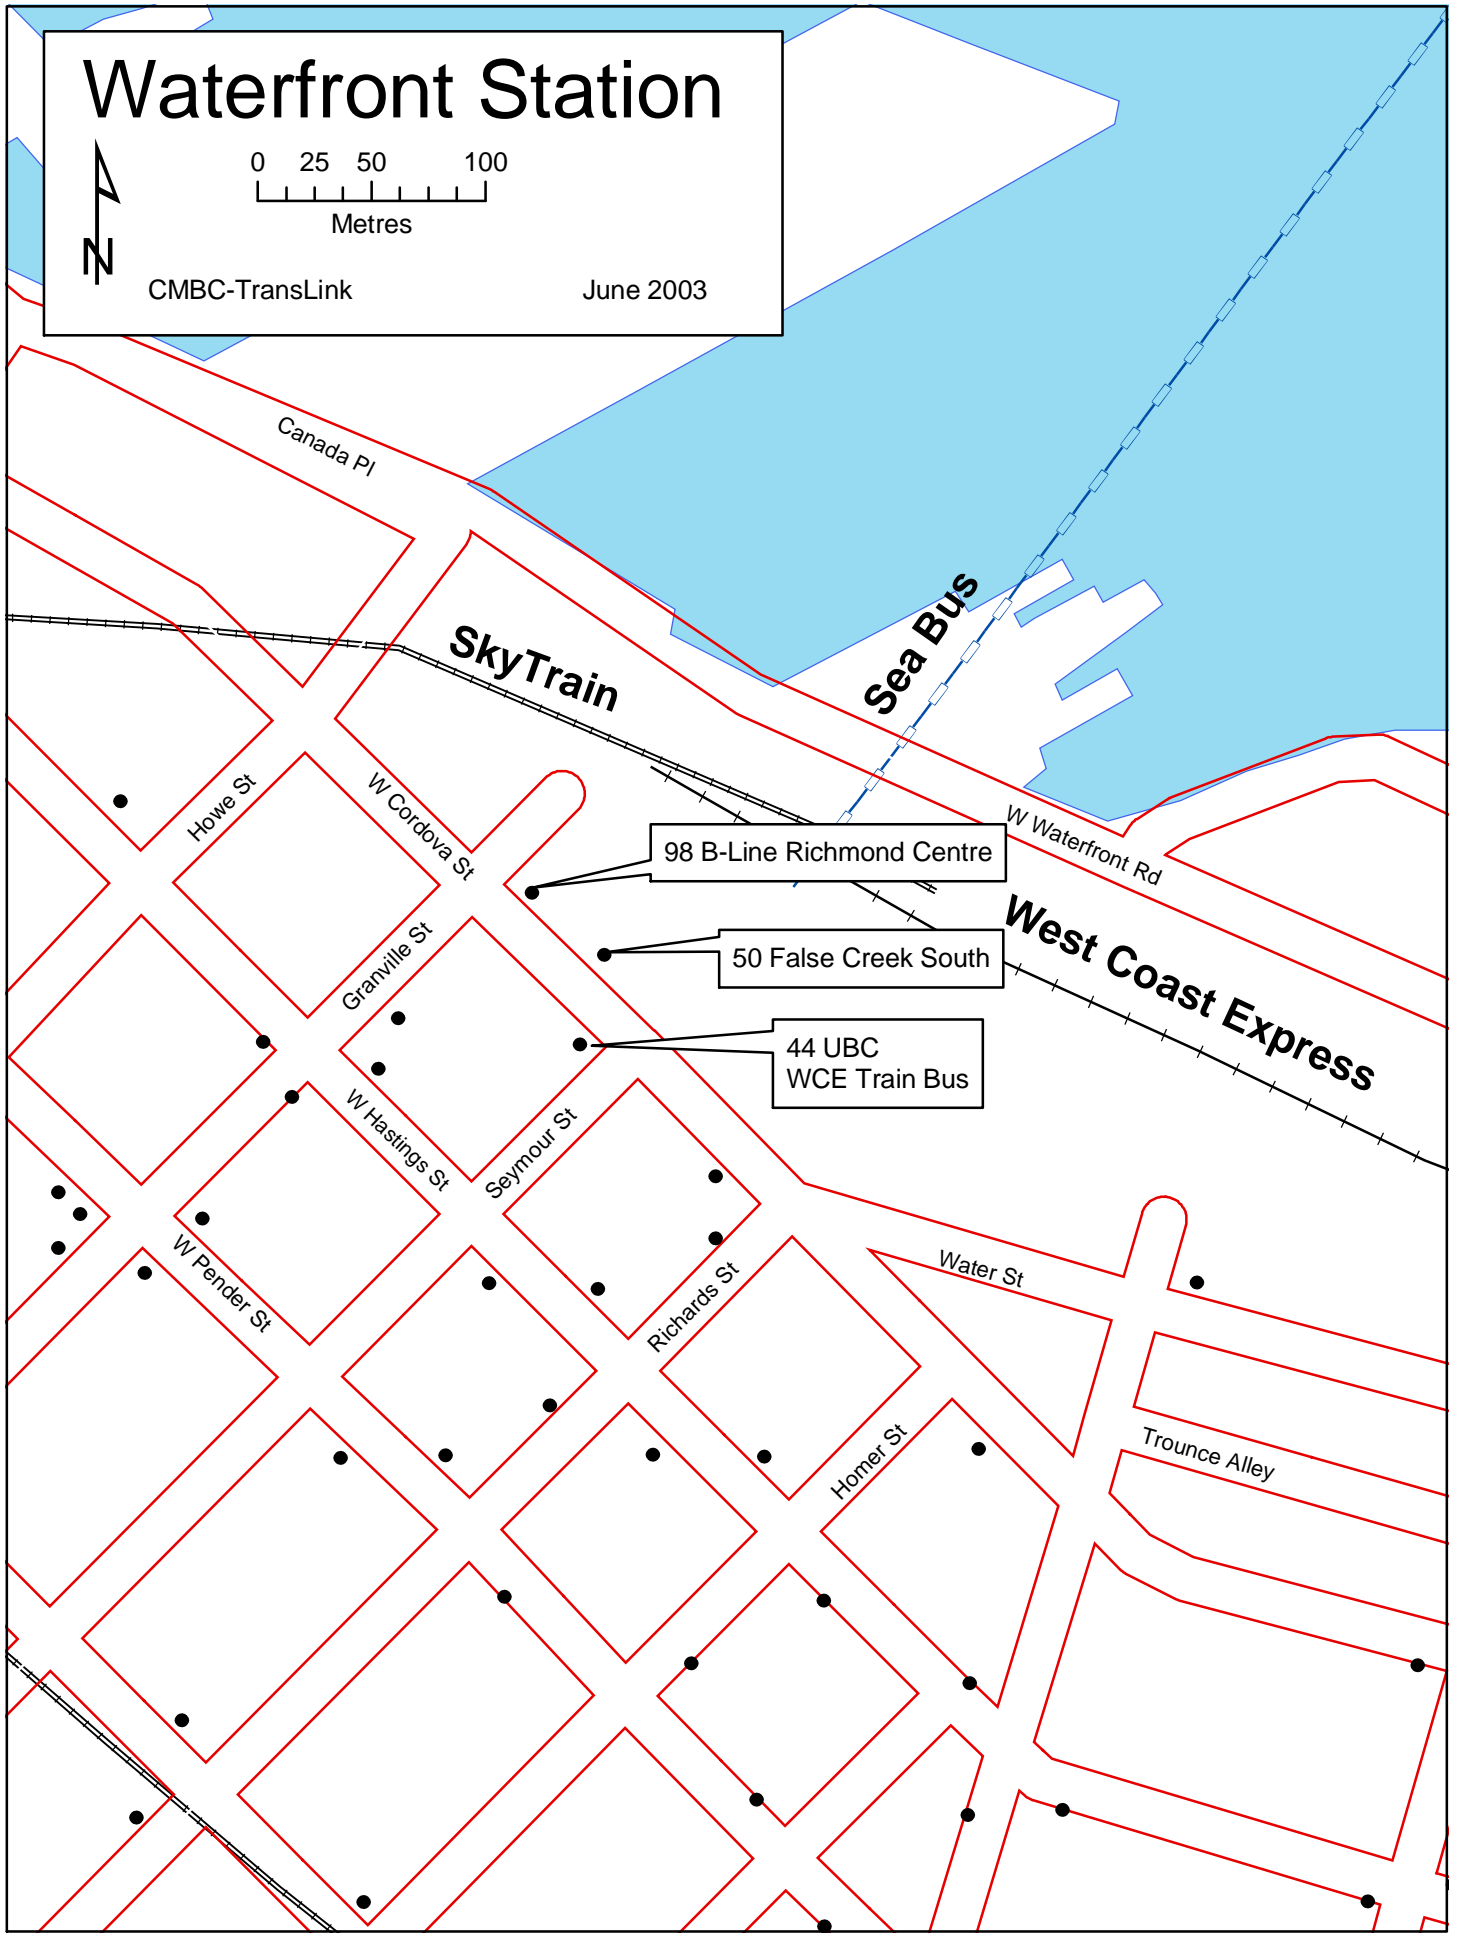 Waterfront Station
0 25 50 100
Metres
N
CMBC-TransLink June 2003
Canada Pl
Sea Bus
SkyTrain
Howe St
W Cordova St
W Waterfront Rd
98 B-Line Richmond Centre
West Coast Express
Granville St
50 False Creek South
44 UBC
WCE Train Bus
W Hastings St
Seymour St
W Pender St
Richards St
Water St
Homer St
Trounce Alley